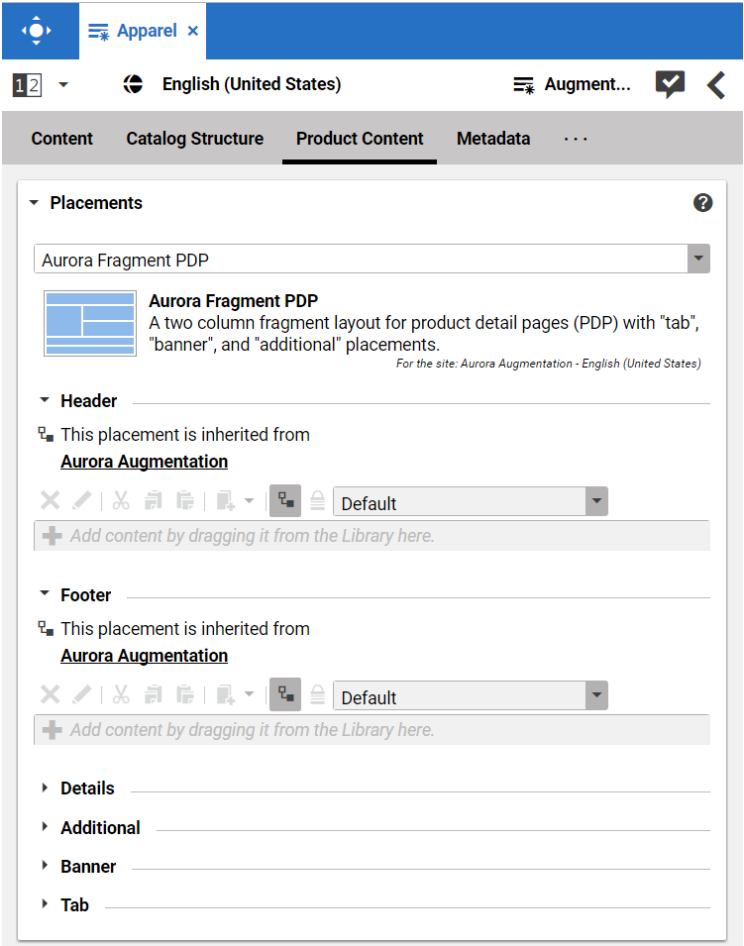 Apparel ×
12
English (United States)
Augment...
Content
Catalog Structure
Product Content
Metadata
...
Placements
?
Aurora Fragment PDP
Aurora Fragment PDP
A two column fragment layout for product detail pages (PDP) with "tab",
"banner", and "additional" placements.
For the site: Aurora Augmentation - English (United States)
Header
This placement is inherited from
Aurora Augmentation
Default
Add content by dragging it from the Library here.
Footer
This placement is inherited from
Aurora Augmentation
Default
Add content by dragging it from the Library here.
Details
Additional
Banner
Tab